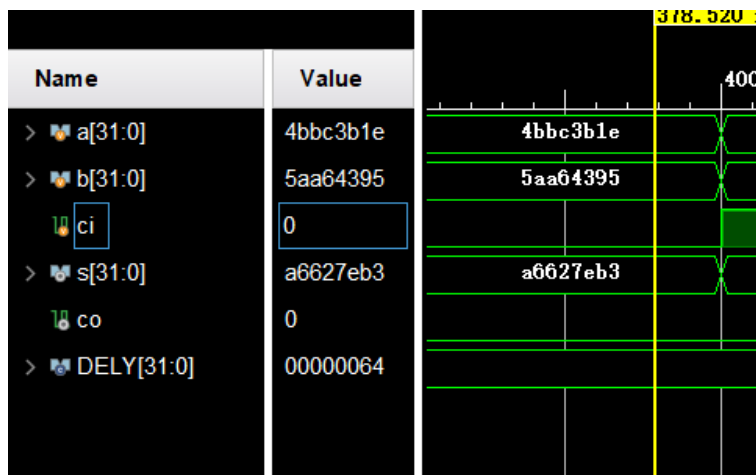 378.520
Name Value 400
a[31:0] 4bbc3b1e 4bbc3b1e
b[31:0] 5aa64395 5aa64395
ci 0
s[31:0] a6627eb3 a6627eb3
co 0
DELY[31:0] 00000064